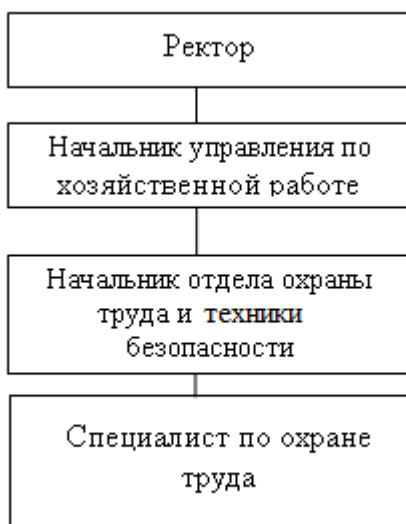 Ректор
Начальник управления по
хозяйственной работе
Начальник отдела охраны
труда и техники
безопасности
Специалист по охране
труда